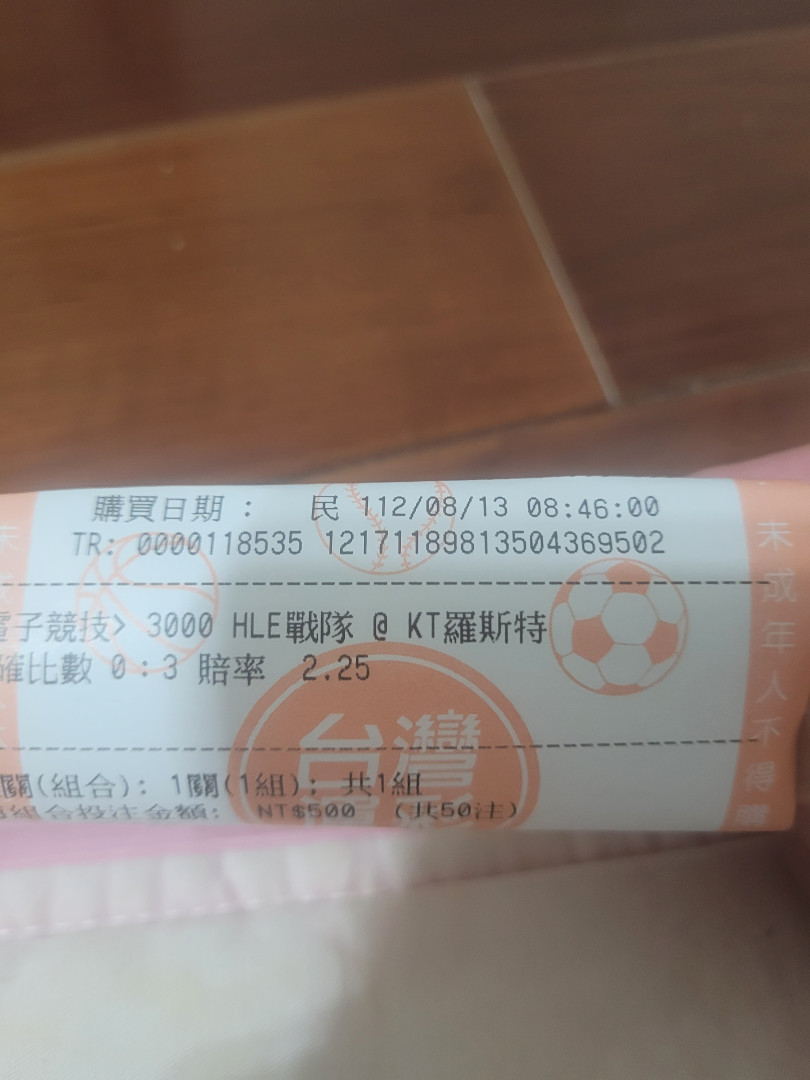 購買日期: 民 112/08/13 08:46:00
TR: 0000118535 12171189813504369502
電子競技> 3000 HLE戰隊 @ KT羅斯特
確比數 0:3 賠率 2.25
關(組合): 1關(1組); 共1組
組合投注金額: NT$500 (共50注)
台灣
未成年人不得購